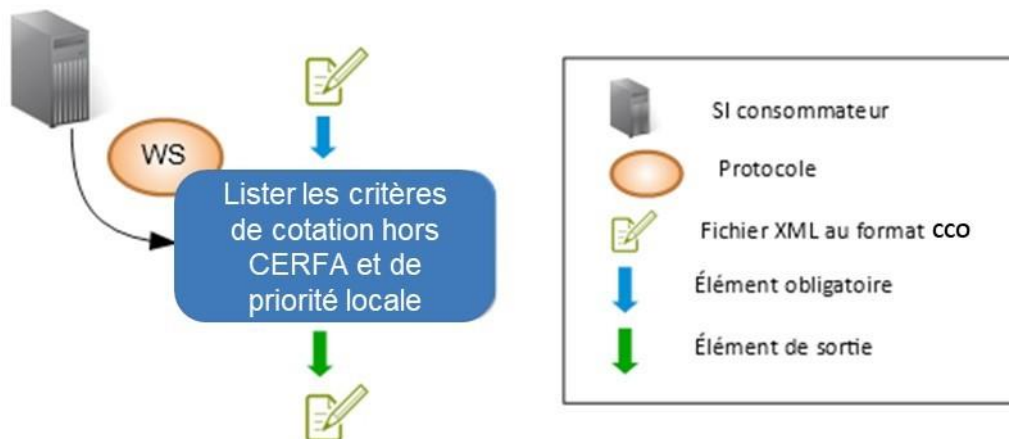 WS
Lister les critères
de cotation hors
CERFA et de
priorité locale
SI consommateur
Protocole
Fichier XML au format CCO
Élément obligatoire
Élément de sortie